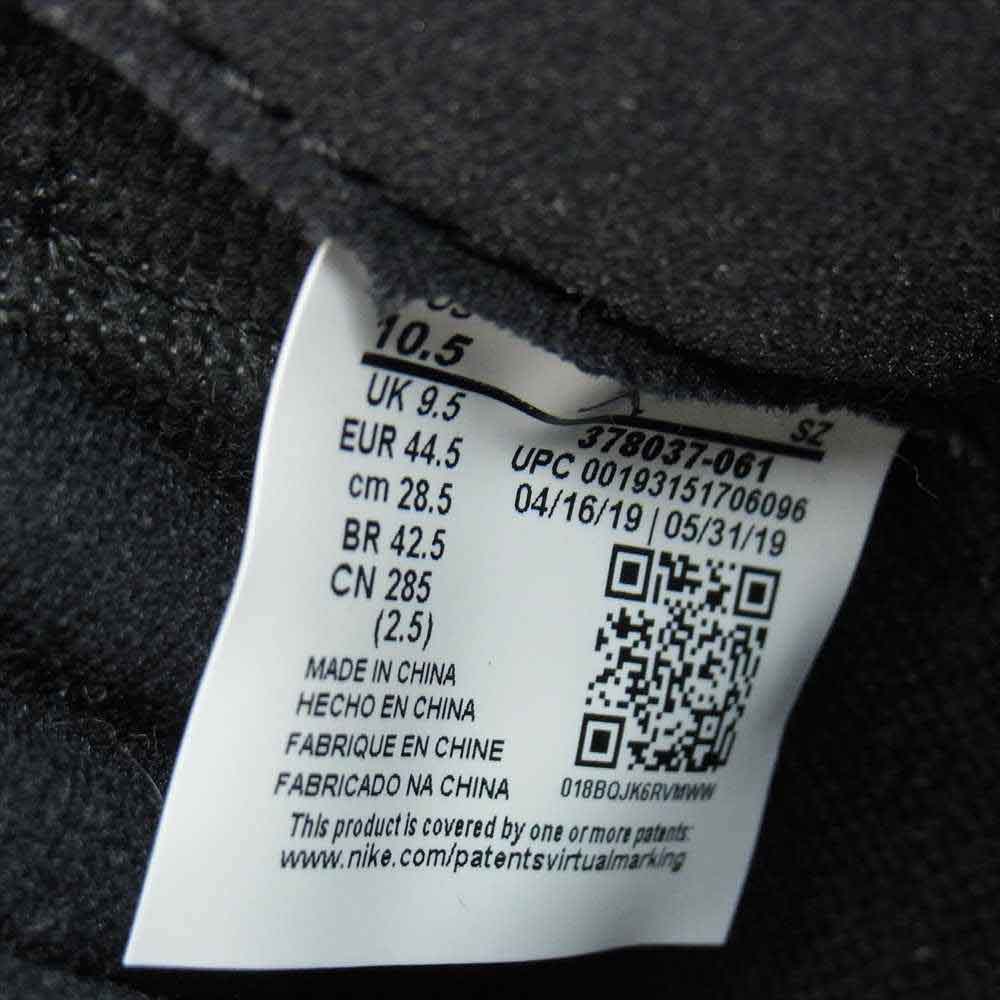 US
10.5
SZ
UK 9.5
378037-061
EUR 44.5
UPC 00193151706096
cm 28.5
04/16/19 | 05/31/19
BR 42.5
CN 285
(2.5)
MADE IN CHINA
HECHO EN CHINA
FABRIQUE EN CHINE
FABRICADO NA CHINA
018BQJK6RVMWW
This product is covered by one or more patents:
www.nike.com/patentsvirtualmarking